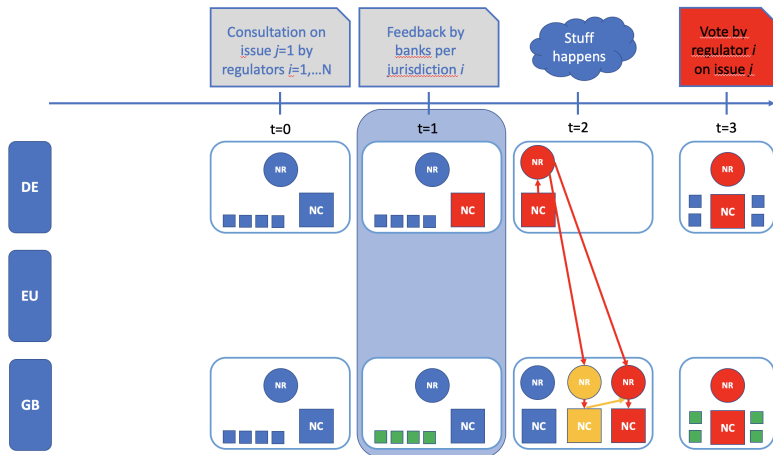 Consultation on
issue j=1 by
regulators i=1,...N
Feedback by
banks per
jurisdiction i
Stuff
happens
Vote by
regulator i
on issue j
t=0
t=1
t=2
t=3
DE
NR
NC
NR
NC
NR
NC
NR
NC
EU
GB
NR
NC
NR
NC
NR
NR
NR
NC
NC
NC
NR
NC